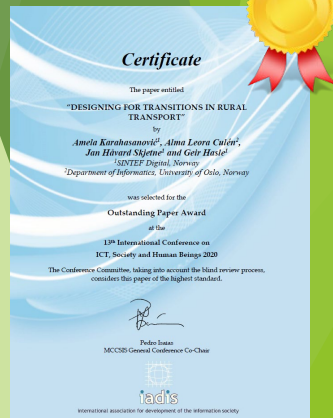 Certificate
The paper entitled
"DESIGNING FOR TRANSITIONS IN RURAL
TRANSPORT"
by
Amela Karahasanović¹, Alma Leora Culén²,
Jan Håvard Skjetne¹ and Geir Hasle¹
¹SINTEF Digital, Norway
²Department of Informatics, University of Oslo, Norway
was selected for the
Outstanding Paper Award
at the
13th International Conference on
ICT, Society and Human Beings 2020
The Conference Committee, taking into account the blind review process,
considers this paper of the highest standard.
Pedro Isaias
MCCSIS General Conference Co-Chair
iadis
international association for development of the information society